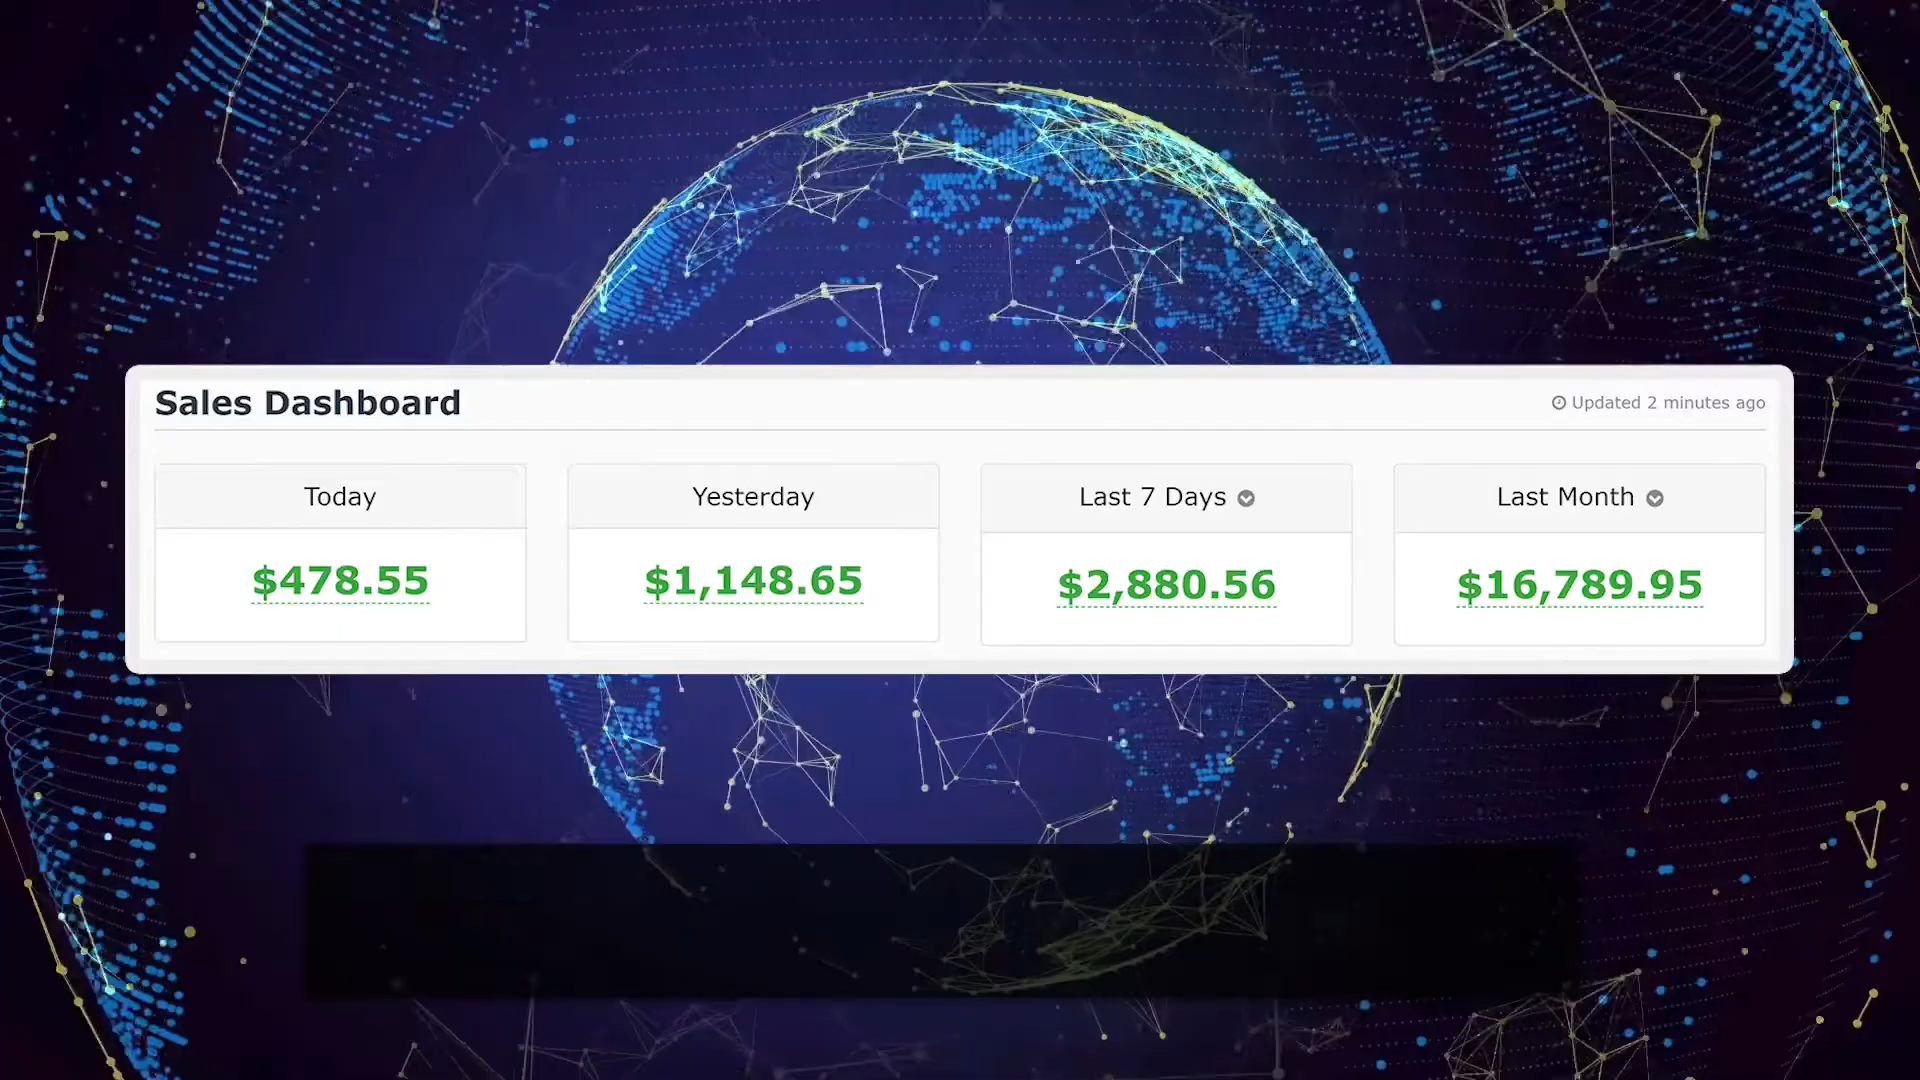 Sales Dashboard
Updated 2 minutes ago
Today
Yesterday
Last 7 Days
Last Month
$478.55
$1,148.65
$2,880.56
$16,789.95